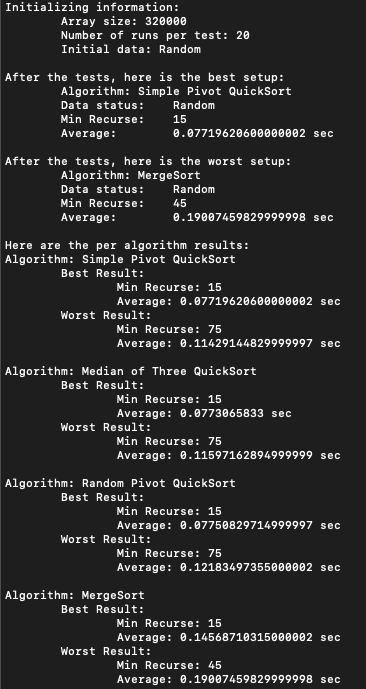 Initializing information:
Array size: 320000
Number of runs per test: 20
Initial data: Random
After the tests, here is the best setup:
Algorithm: Simple Pivot QuickSort
Data status: Random
Min Recurse: 15
Average: 0.07719620600000002 sec
After the tests, here is the worst setup:
Algorithm: MergeSort
Data status: Random
Min Recurse: 45
Average: 0.19007459829999998 sec
Here are the per algorithm results:
Algorithm: Simple Pivot QuickSort
Best Result:
Min Recurse: 15
Average: 0.07719620600000002 sec
Worst Result:
Min Recurse: 75
Average: 0.11429144829999997 sec
Algorithm: Median of Three QuickSort
Best Result:
Min Recurse: 15
Average: 0.0773065833 sec
Worst Result:
Min Recurse: 75
Average: 0.11597162894999999 sec
Algorithm: Random Pivot QuickSort
Best Result:
Min Recurse: 15
Average: 0.07750829714999997 sec
Worst Result:
Min Recurse: 75
Average: 0.12183497355000002 sec
Algorithm: MergeSort
Best Result:
Min Recurse: 15
Average: 0.14568710315000002 sec
Worst Result:
Min Recurse: 45
Average: 0.19007459829999998 sec